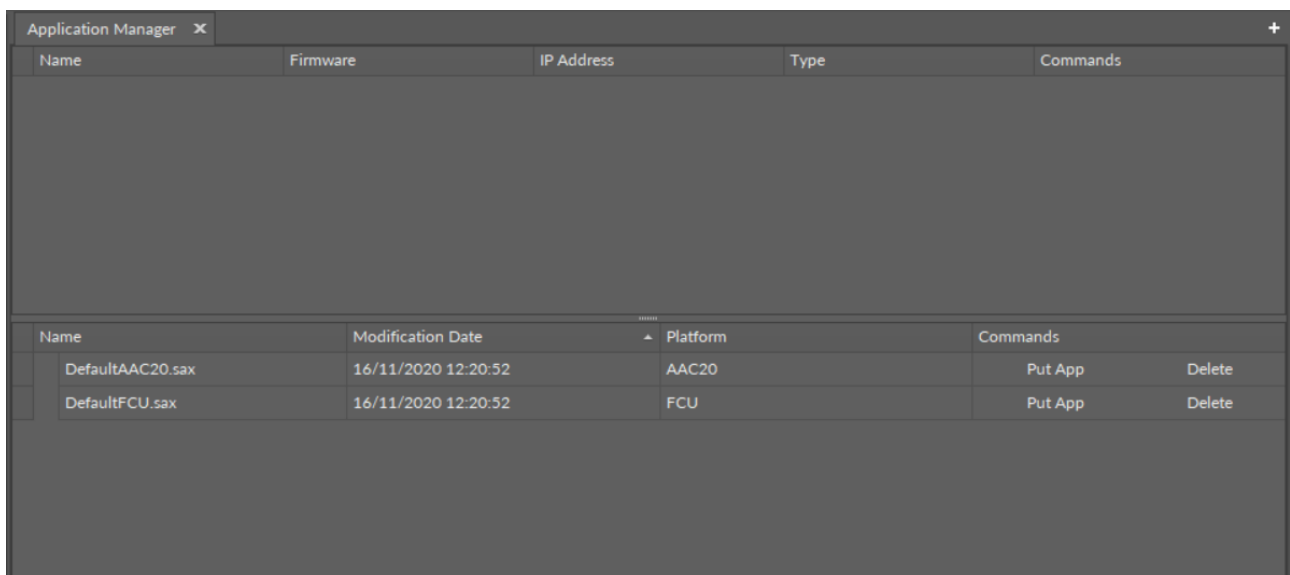 Application Manager
Name Firmware IP Address Type Commands
Name Modification Date Platform Commands
DefaultAAC20.sax 16/11/2020 12:20:52 AAC20 Put App Delete
DefaultFCU.sax 16/11/2020 12:20:52 FCU Put App Delete